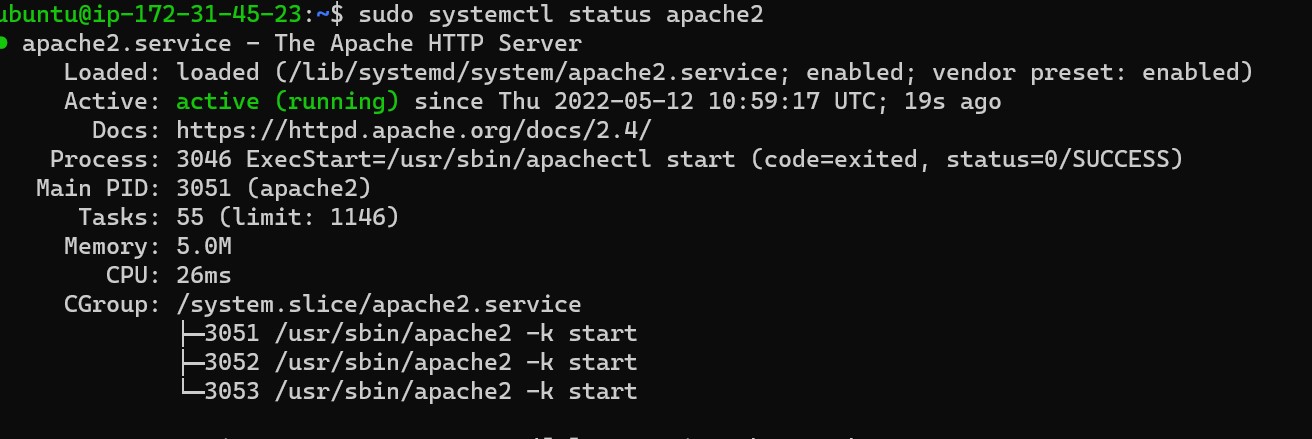 ubuntu@ip-172-31-45-23:~$ sudo systemctl status apache2
● apache2.service - The Apache HTTP Server
Loaded: loaded (/lib/systemd/system/apache2.service; enabled; vendor preset: enabled)
Active: active (running) since Thu 2022-05-12 10:59:17 UTC; 19s ago
Docs: https://httpd.apache.org/docs/2.4/
Process: 3046 ExecStart=/usr/sbin/apachectl start (code=exited, status=0/SUCCESS)
Main PID: 3051 (apache2)
Tasks: 55 (limit: 1146)
Memory: 5.0M
CPU: 26ms
CGroup: /system.slice/apache2.service
├─3051 /usr/sbin/apache2 -k start
├─3052 /usr/sbin/apache2 -k start
└─3053 /usr/sbin/apache2 -k start